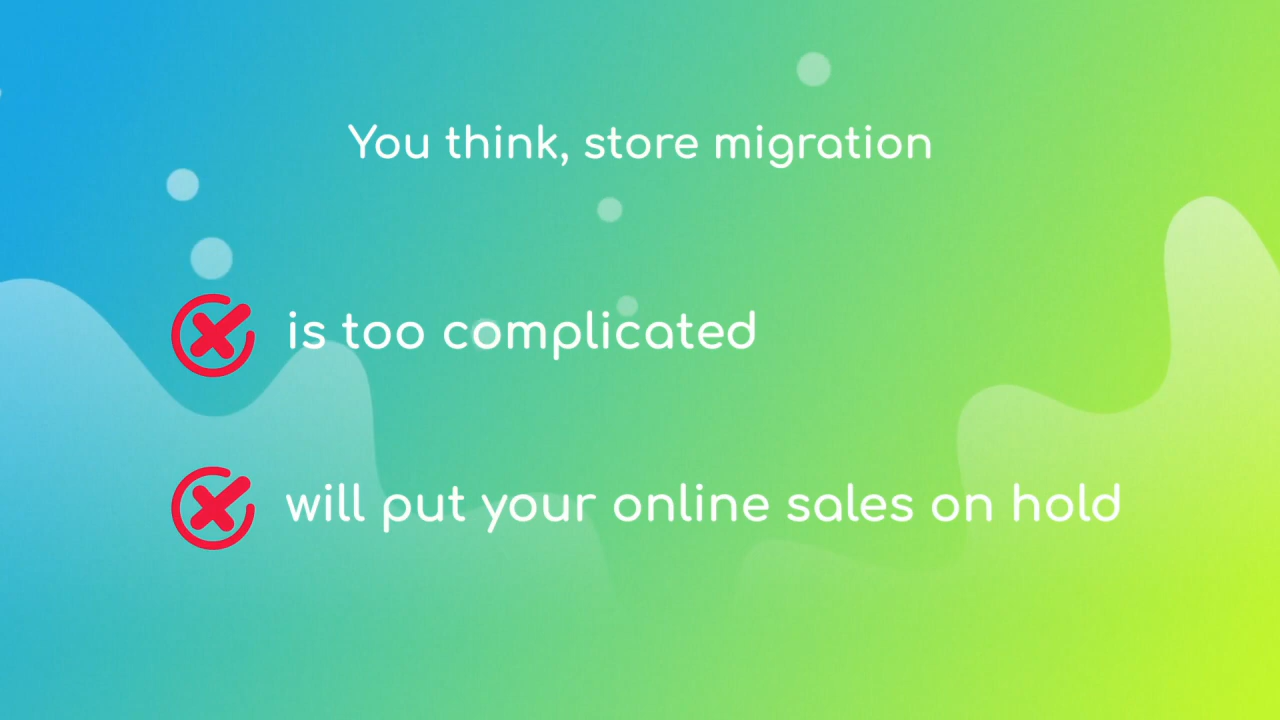 You think, store migration
is too complicated
will put your online sales on hold